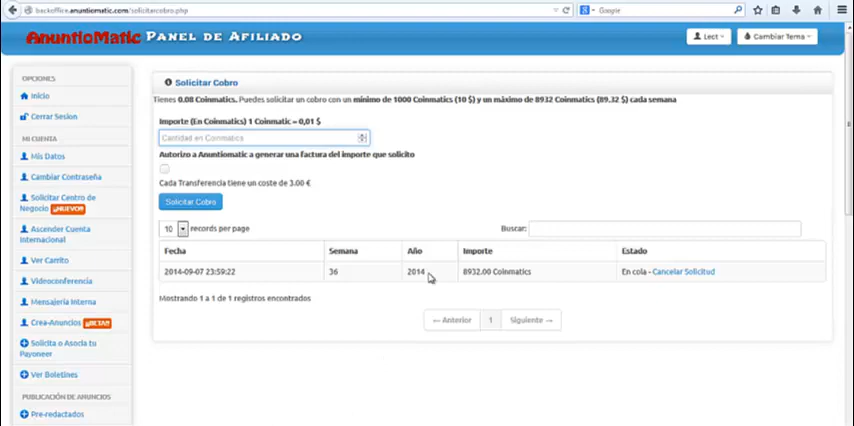 backoffice.anuntiomatic.com/solicitarcobro.php
Google
AnuntioMatic PANEL DE AFILIADO
Lect
Cambiar Tema
OPCIONES
Inicio
Cerrar Sesion
MI CUENTA
Mis Datos
Cambiar Contraseña
Solicitar Centro de
Negocio ¡NUEVO!
Ascender Cuenta
Internacional
Ver Carrito
Videoconferencia
Mensajería Interna
Crea-Anuncios ¡BETA!
Solicita o Asocia tu
Payoneer
Ver Boletines
PUBLICACIÓN DE ANUNCIOS
Pre-redactados
Solicitar Cobro
Tienes 0.08 Coinmatics. Puedes solicitar un cobro con un mínimo de 1000 Coinmatics (10 $) y un máximo de 8932 Coinmatics (89.32 $) cada semana
Importe (En Coinmatics) 1 Coinmatic = 0,01 $
Cantidad en Coinmatics
Autorizo a Anuntiomatic a generar una factura del importe que solicito
Cada Transferencia tiene un coste de 3.00 €
Solicitar Cobro
10 records per page
Buscar:
Fecha Semana Año Importe Estado
2014-09-07 23:59:22 36 2014 8932.00 Coinmatics En cola - Cancelar Solicitud
Mostrando 1 a 1 de 1 registros encontrados
← Anterior 1 Siguiente →